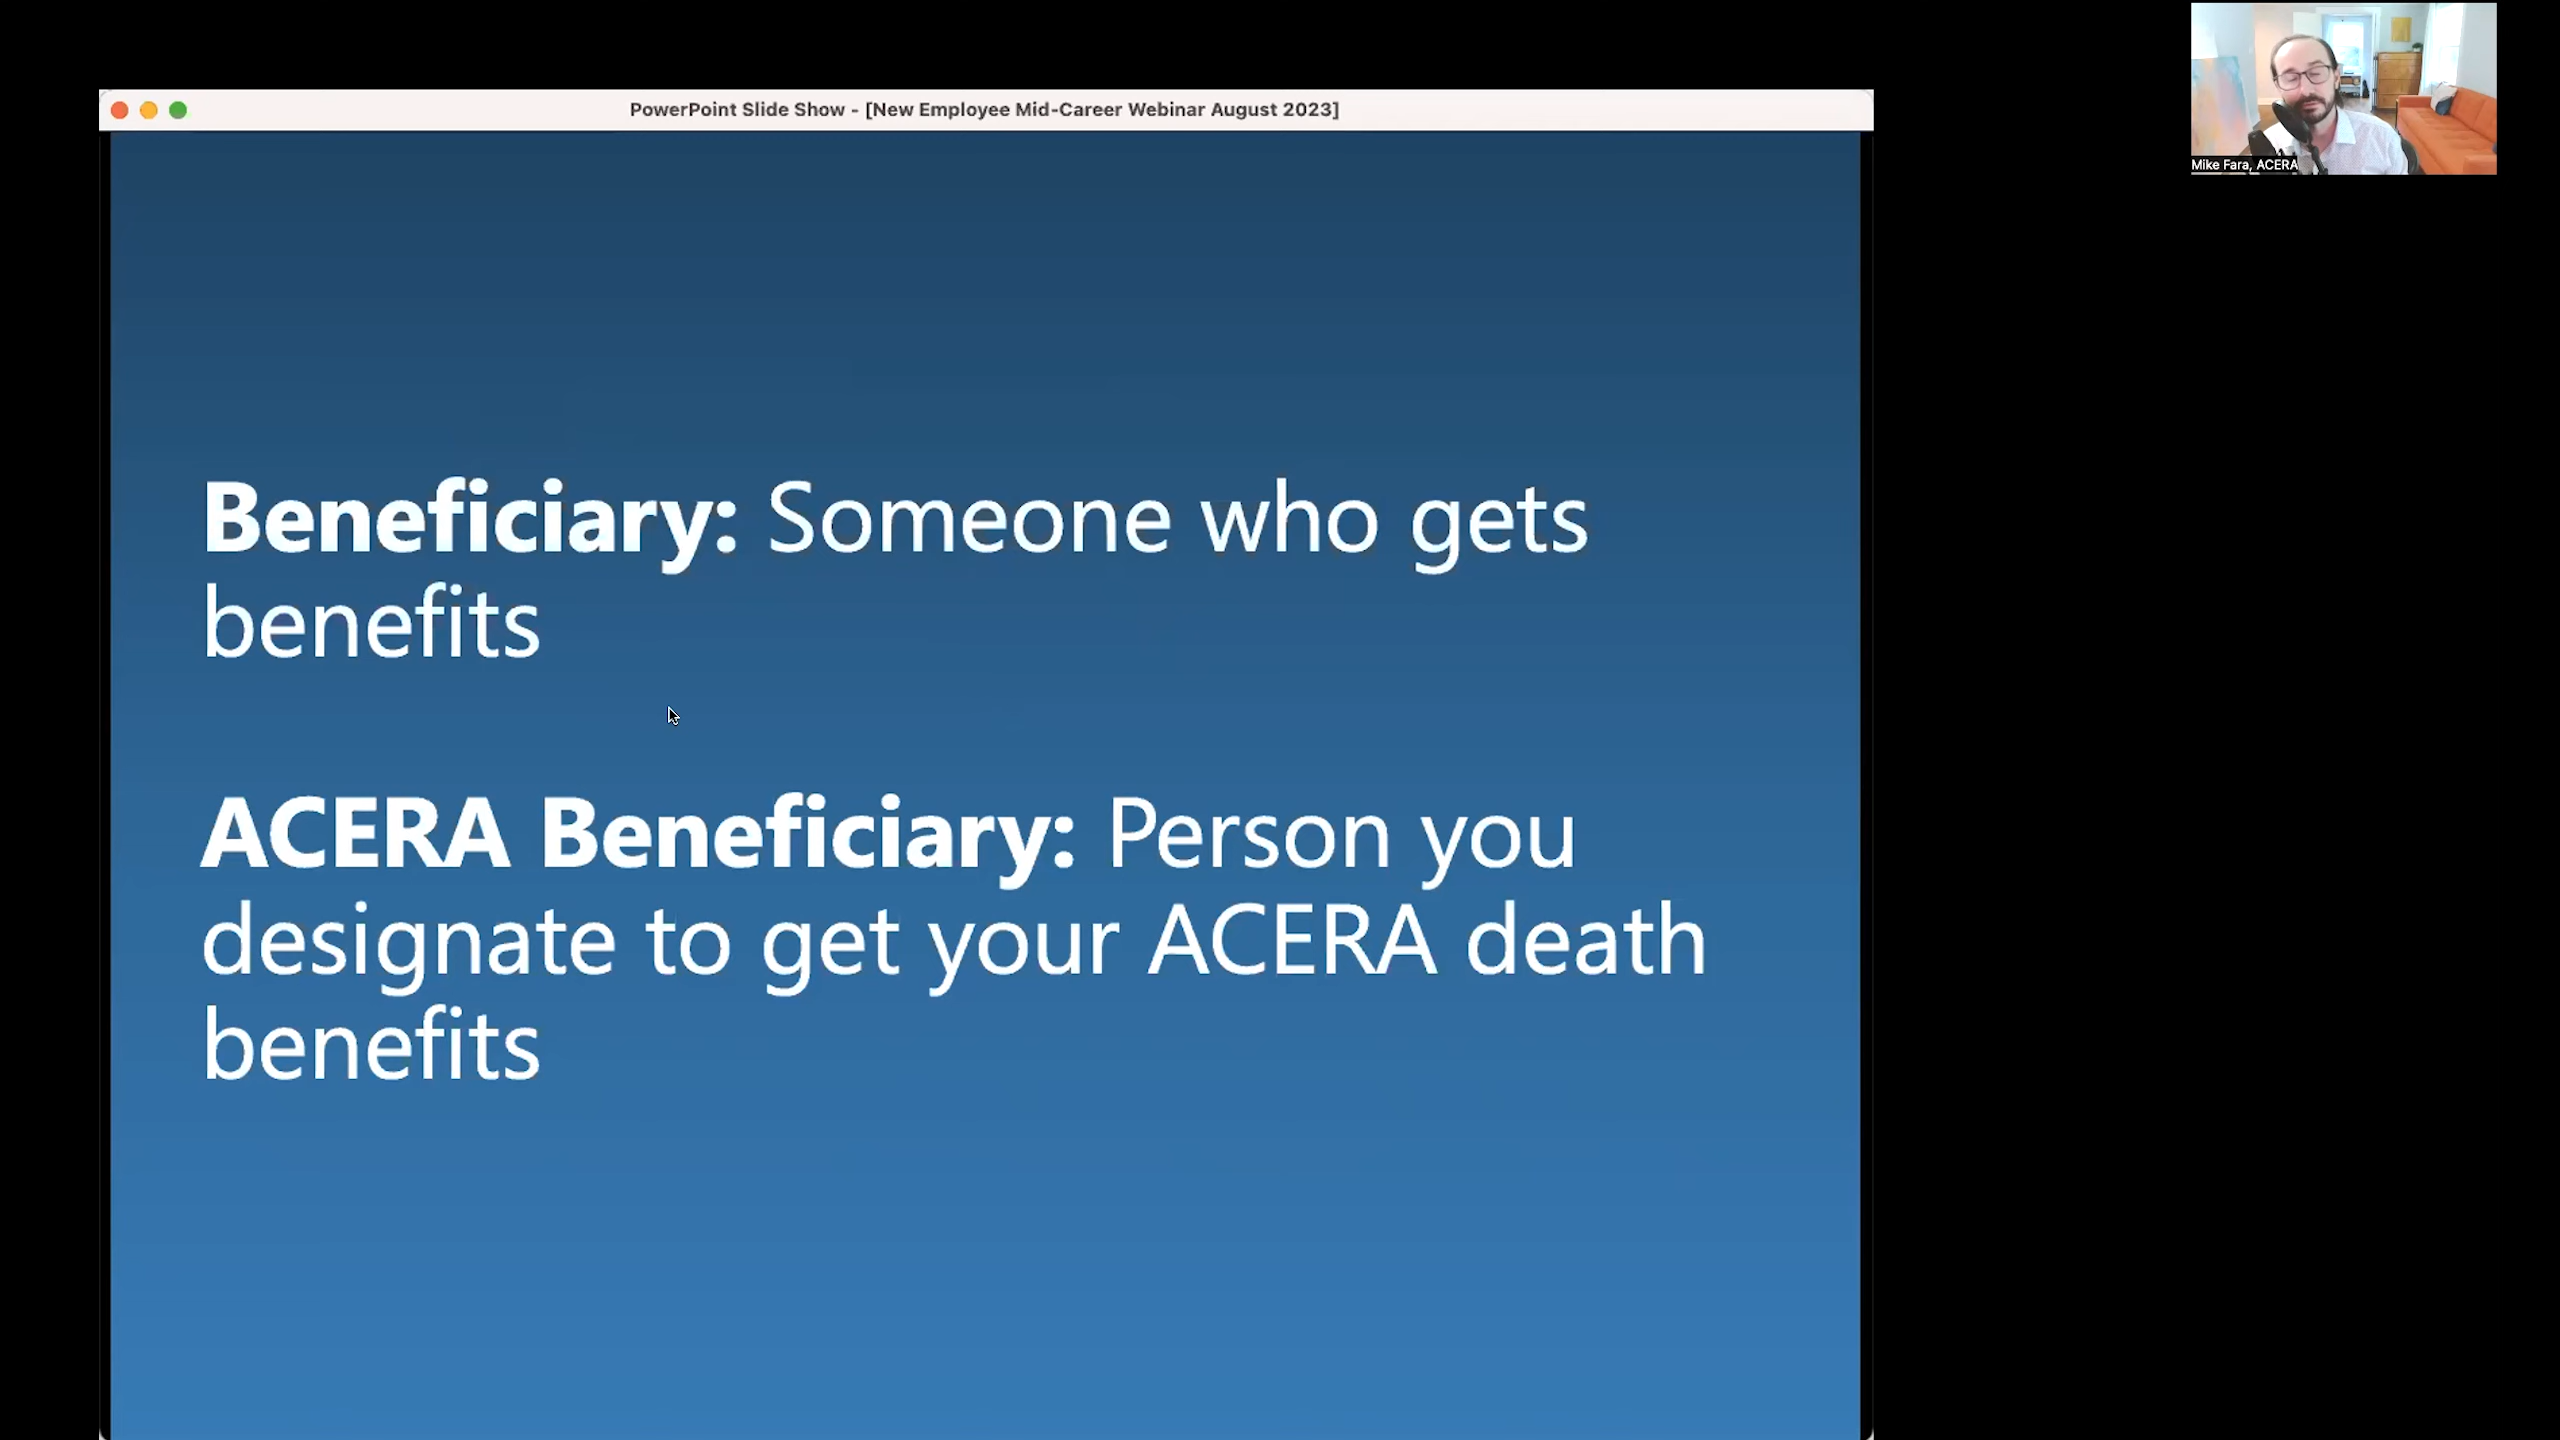 PowerPoint Slide Show - [New Employee Mid-Career Webinar August 2023]
Mike Fara, ACERA
Beneficiary: Someone who gets
benefits
ACERA Beneficiary: Person you
designate to get your ACERA death
benefits